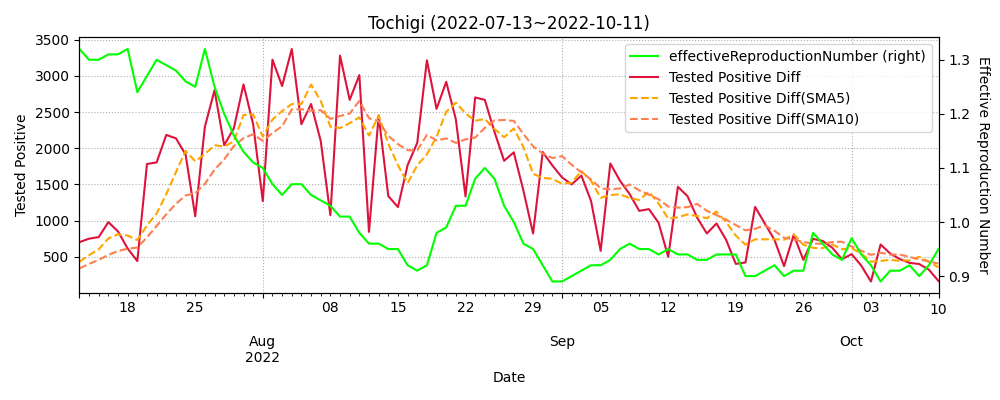 Tochigi (2022-07-13~2022-10-11)
effectiveReproductionNumber (right)
Tested Positive Diff
Tested Positive Diff(SMA5)
Tested Positive Diff(SMA10)
Tested Positive
3500
3000
2500
2000
1500
1000
500
1.3
1.2
1.1
1.0
0.9
Effective Reproduction Number
18 25 08 15 22 29 05 12 19 26 03 10
Aug Sep Oct
2022
Date